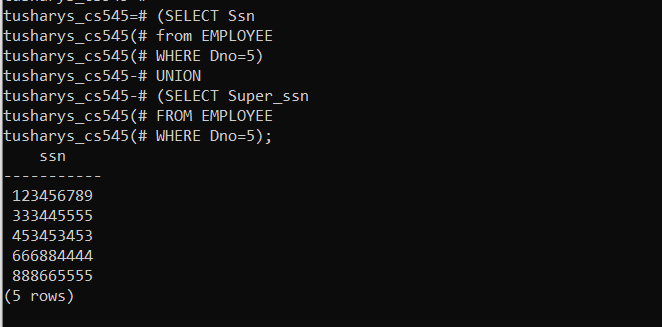 tusharys_cs545=# (SELECT Ssn
tusharys_cs545(# from EMPLOYEE
tusharys_cs545(# WHERE Dno=5)
tusharys_cs545-# UNION
tusharys_cs545-# (SELECT Super_ssn
tusharys_cs545(# FROM EMPLOYEE
tusharys_cs545(# WHERE Dno=5);
    ssn
-----------
 123456789
 333445555
 453453453
 666884444
 888665555
(5 rows)